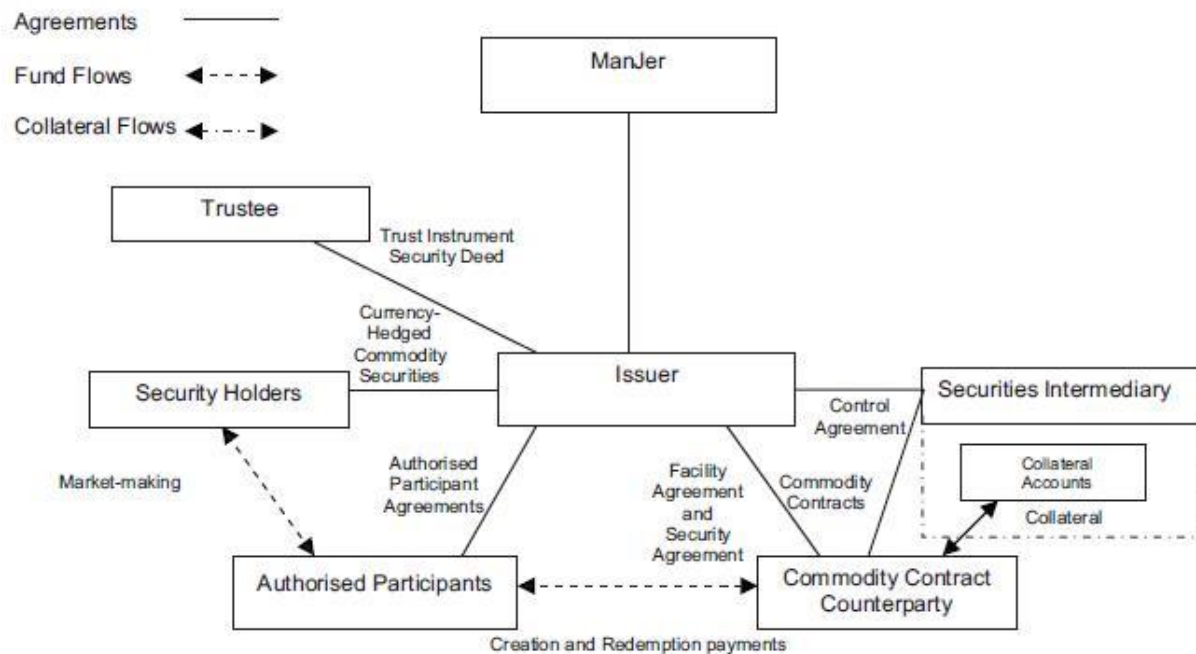 Agreements
Fund Flows
Collateral Flows
ManJer
Trustee
Trust Instrument
Security Deed
Currency-
Hedged
Commodity
Securities
Issuer
Security Holders
Securities Intermediary
Control
Agreement
Market-making
Authorised
Participant
Agreements
Facility
Agreement
and
Security
Agreement
Commodity
Contracts
Collateral
Accounts
Collateral
Authorised Participants
Commodity Contract
Counterparty
Creation and Redemption payments